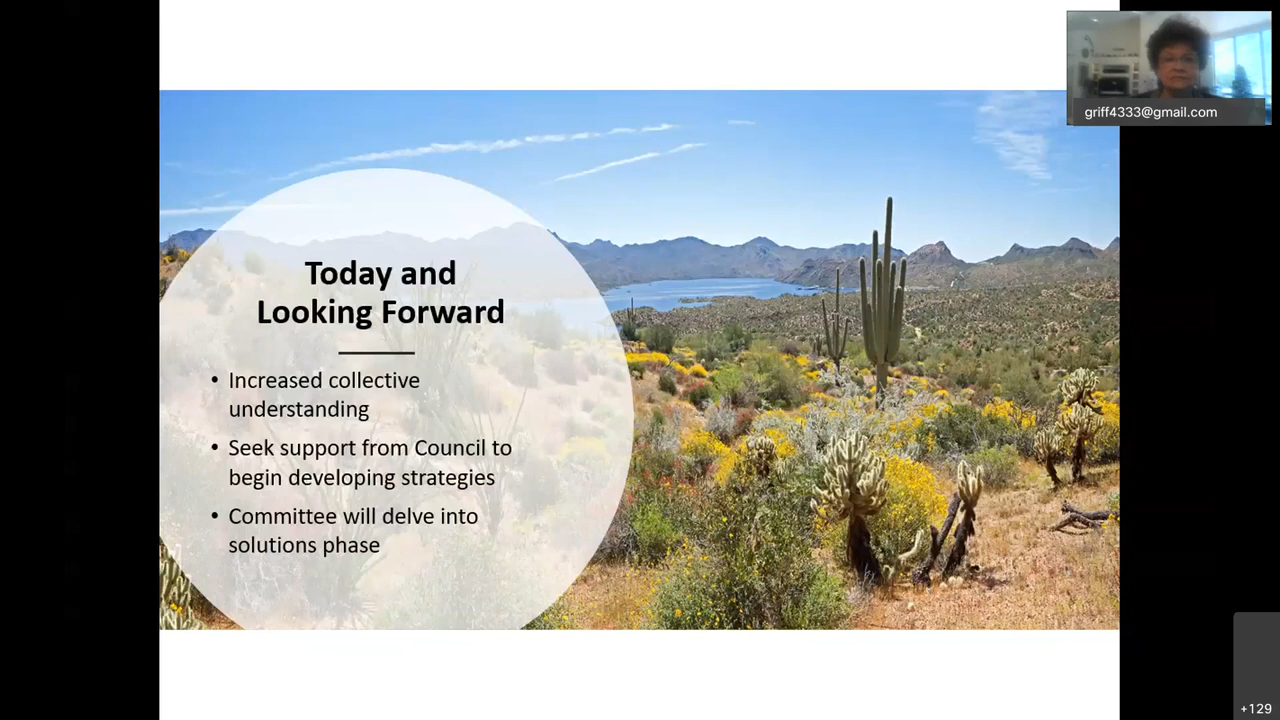 griff4333@gmail.com
Today and
Looking Forward
• Increased collective
understanding
• Seek support from Council to
begin developing strategies
• Committee will delve into
solutions phase
+129